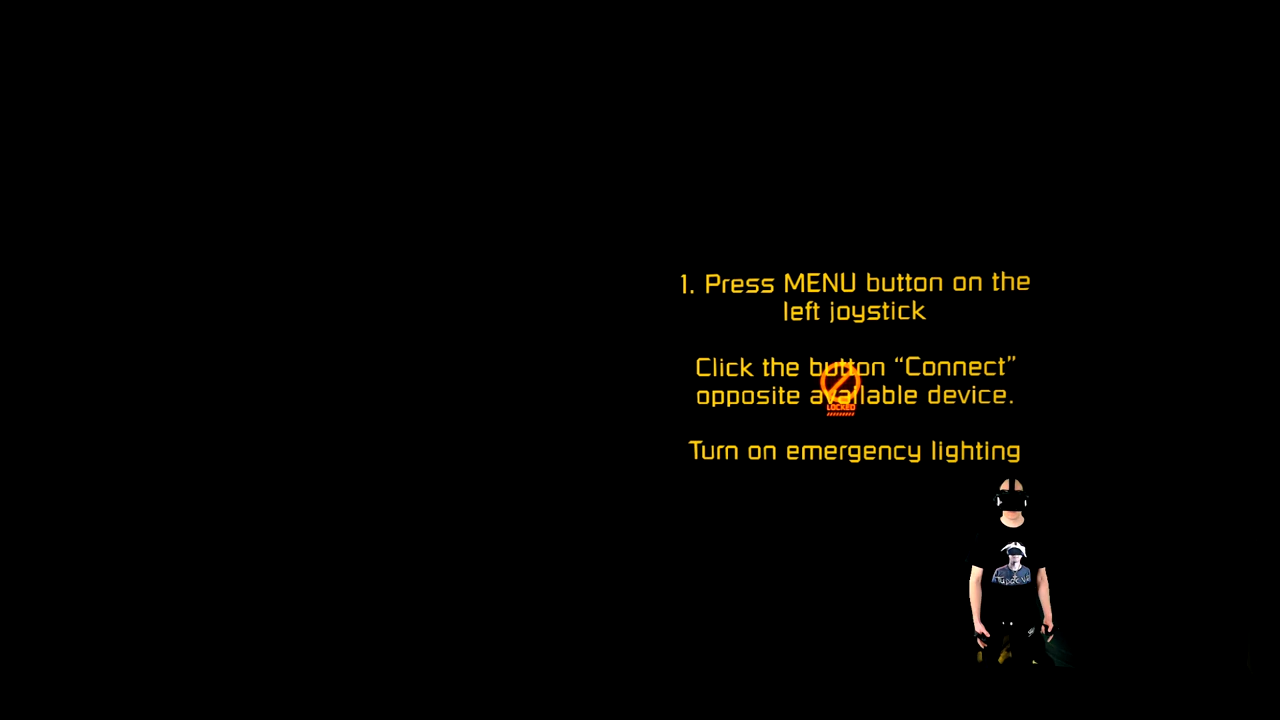 1. Press MENU button on the
left joystick
Click the button “Connect”
opposite available device.
LOCKED
Turn on emergency lighting